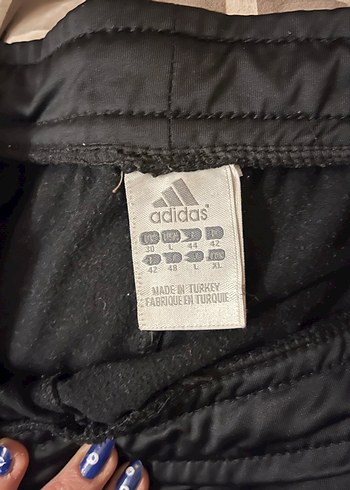 adidas
30 L 44 42
42 48 L XL
MADE IN TURKEY
FABRIQUE EN TURQUIE